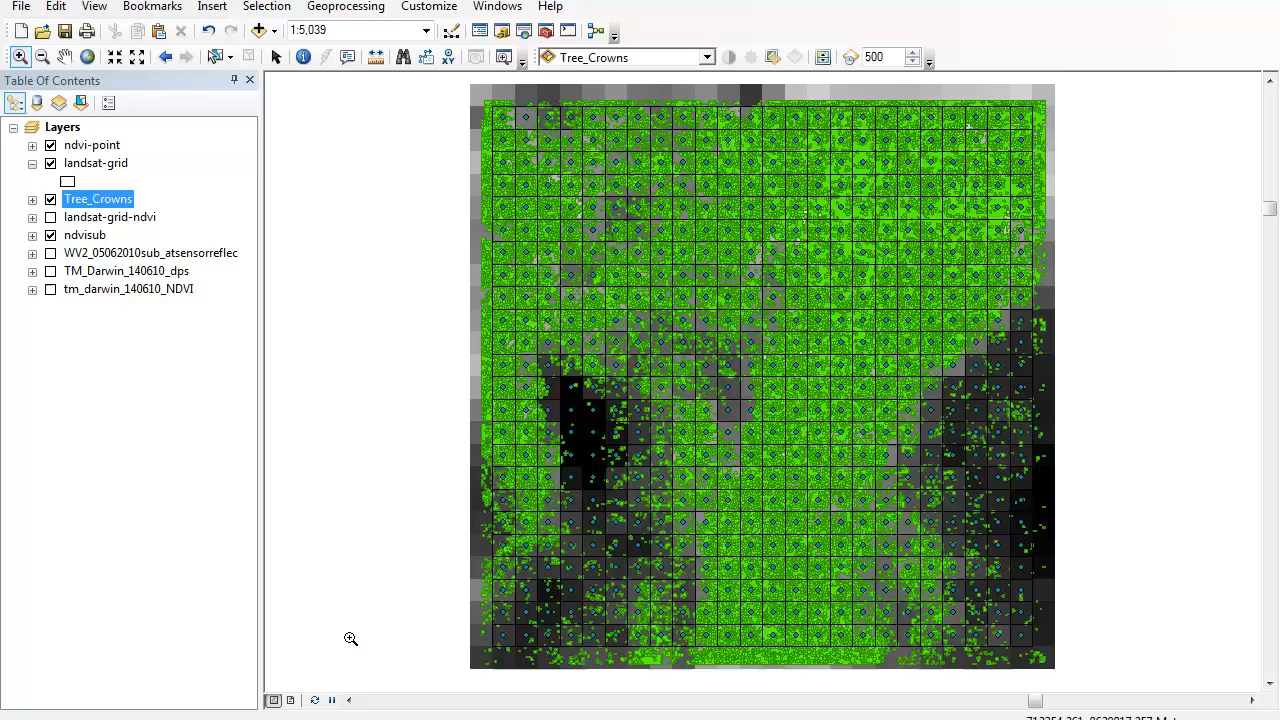 File Edit View Bookmarks Insert Selection Geoprocessing Customize Windows Help
1:5,039
Tree_Crowns 500
Table Of Contents
Layers
ndvi-point
landsat-grid
Tree_Crowns
landsat-grid-ndvi
ndvisub
WV2_05062010sub_atsensorreflec
TM_Darwin_140610_dps
tm_darwin_140610_NDVI